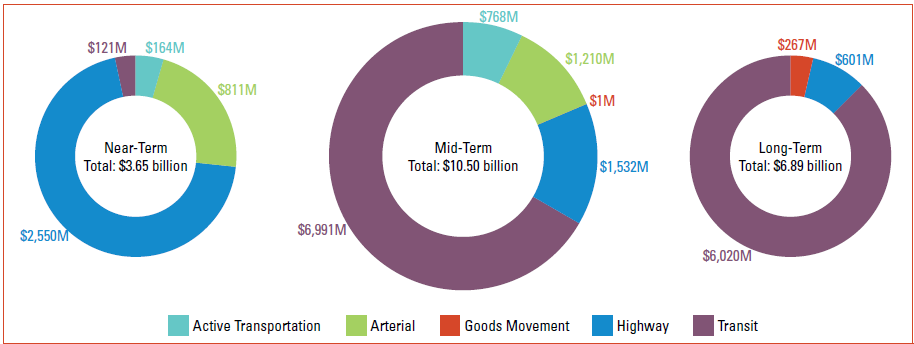 $121M $164M
$811M
Near-Term
Total: $3.65 billion
$2,550M
$768M
$1,210M
$1M
Mid-Term
Total: $10.50 billion
$1,532M
$6,991M
$267M
$601M
Long-Term
Total: $6.89 billion
$6,020M
Active Transportation Arterial Goods Movement Highway Transit